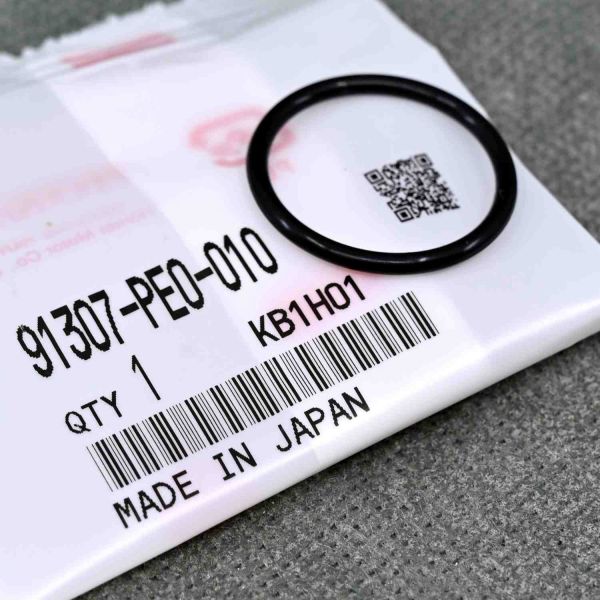 91307-PE0-010
QTY 1
KB1H01
MADE IN JAPAN